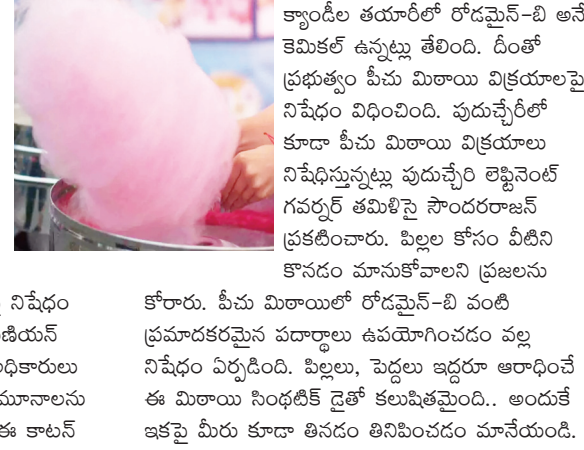 క్యాండీల తయారీలో రోడమైన్-బి అనే
కెమికల్ ఉన్నట్లు తేలింది. దీంతో
ప్రభుత్వం పీచు మిఠాయి విక్రయాలపై
నిషేధం విధించింది. పుదుచ్చేరీలో
కూడా పీచు మిఠాయి విక్రయాలు
నిషేధిస్తున్నట్లు పుదుచ్చేరి లెఫ్టినెంట్
గవర్నర్ తమిళిసై సౌందరరాజన్
ప్రకటించారు. పిల్లల కోసం వీటిని
కొనడం మానుకోవాలని ప్రజలను
కోరారు. పీచు మిఠాయిలో రోడమైన్-బి వంటి
ప్రమాదకరమైన పదార్థాలు ఉపయోగించడం వల్ల
నిషేధం ఏర్పడింది. పిల్లలు, పెద్దలు ఇద్దరూ ఆరాధించే
ఈ మిఠాయి సింథటిక్ డైతో కలుషితమైంది.. అందుకే
ఇకపై మీరు కూడా తినడం తినిపించడం మానేయండి.
నిషేధం
ణియన్
ధికారులు
మూనాలను
ఈ కాటన్